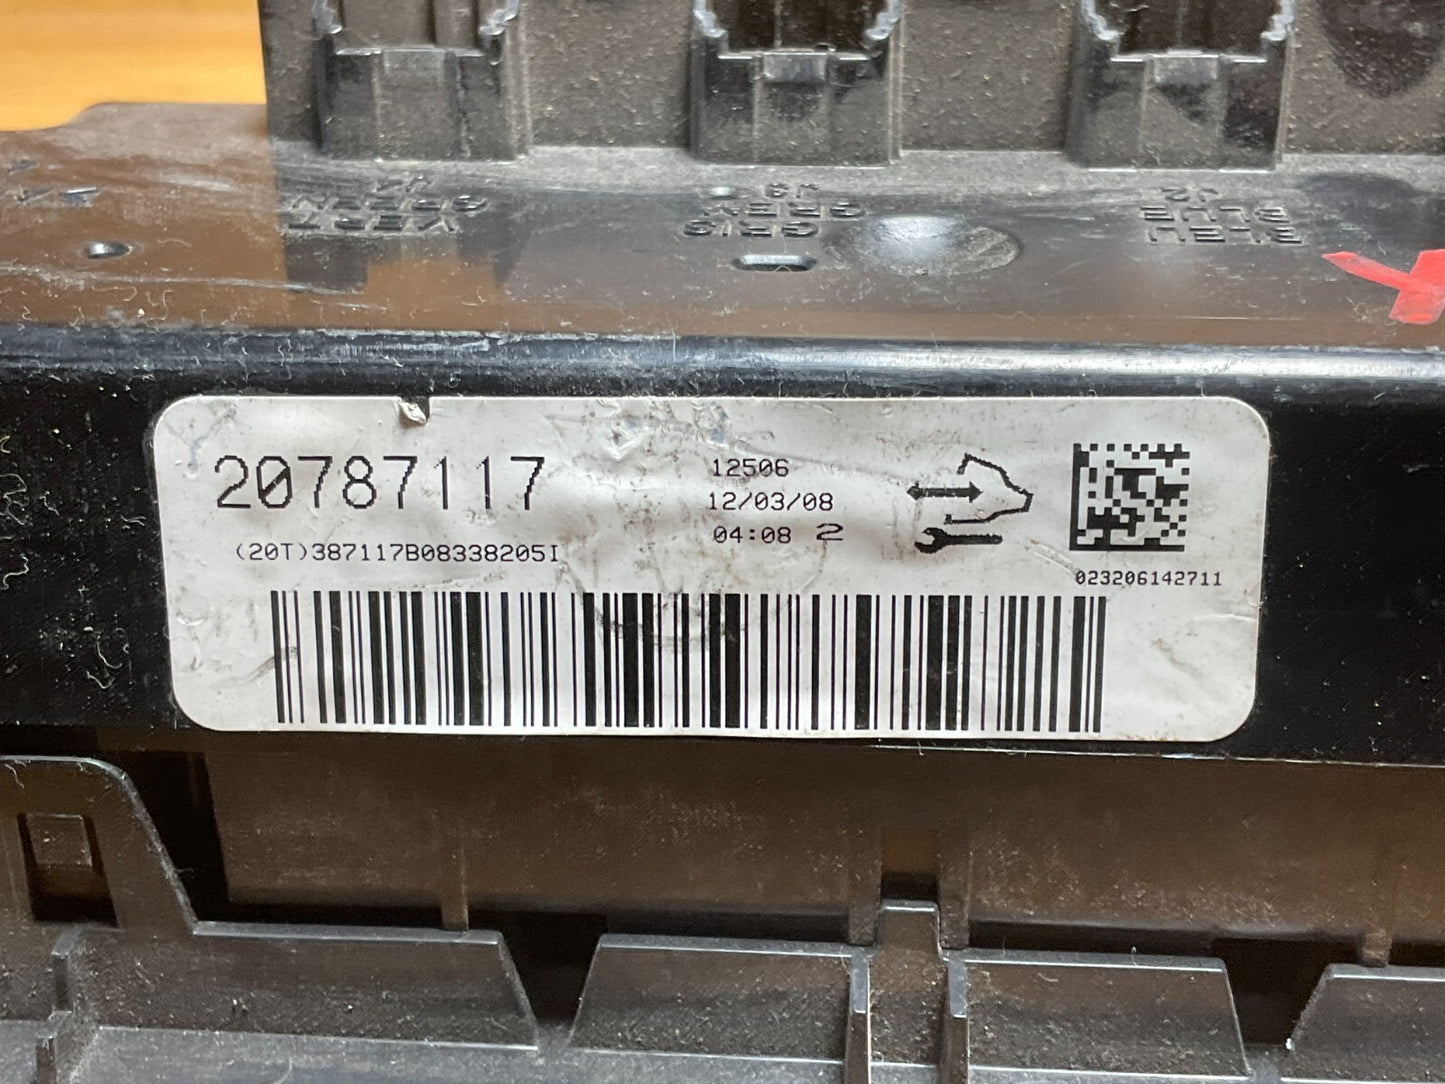 VERT
GREEN
J4
GRIS
GREY
J3
BLEU
BLUE
J2
20787117
12506
12/03/08
04:08 2
(20T)387117B08338205I
023206142711